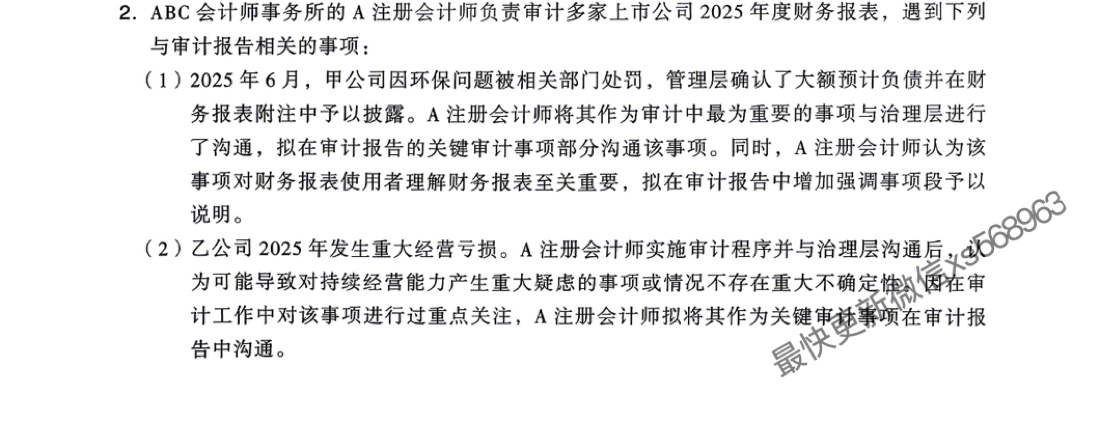 2. ABC 会计师事务所的 A 注册会计师负责审计多家上市公司 2025 年度财务报表，遇到下列
与审计报告相关的事项：
（1）2025 年 6 月，甲公司因环保问题被相关部门处罚，管理层确认了大额预计负债并在财
务报表附注中予以披露。A 注册会计师将其作为审计中最为重要的事项与治理层进行
了沟通，拟在审计报告的关键审计事项部分沟通该事项。同时，A 注册会计师认为该
事项对财务报表使用者理解财务报表至关重要，拟在审计报告中增加强调事项段予以
说明。
（2）乙公司 2025 年发生重大经营亏损。A 注册会计师实施审计程序并与治理层沟通后，认
为可能导致对持续经营能力产生重大疑虑的事项或情况不存在重大不确定性。因在审
计工作中对该事项进行过重点关注，A 注册会计师拟将其作为关键审计事项在审计报
告中沟通。
最快更新微信xs568963